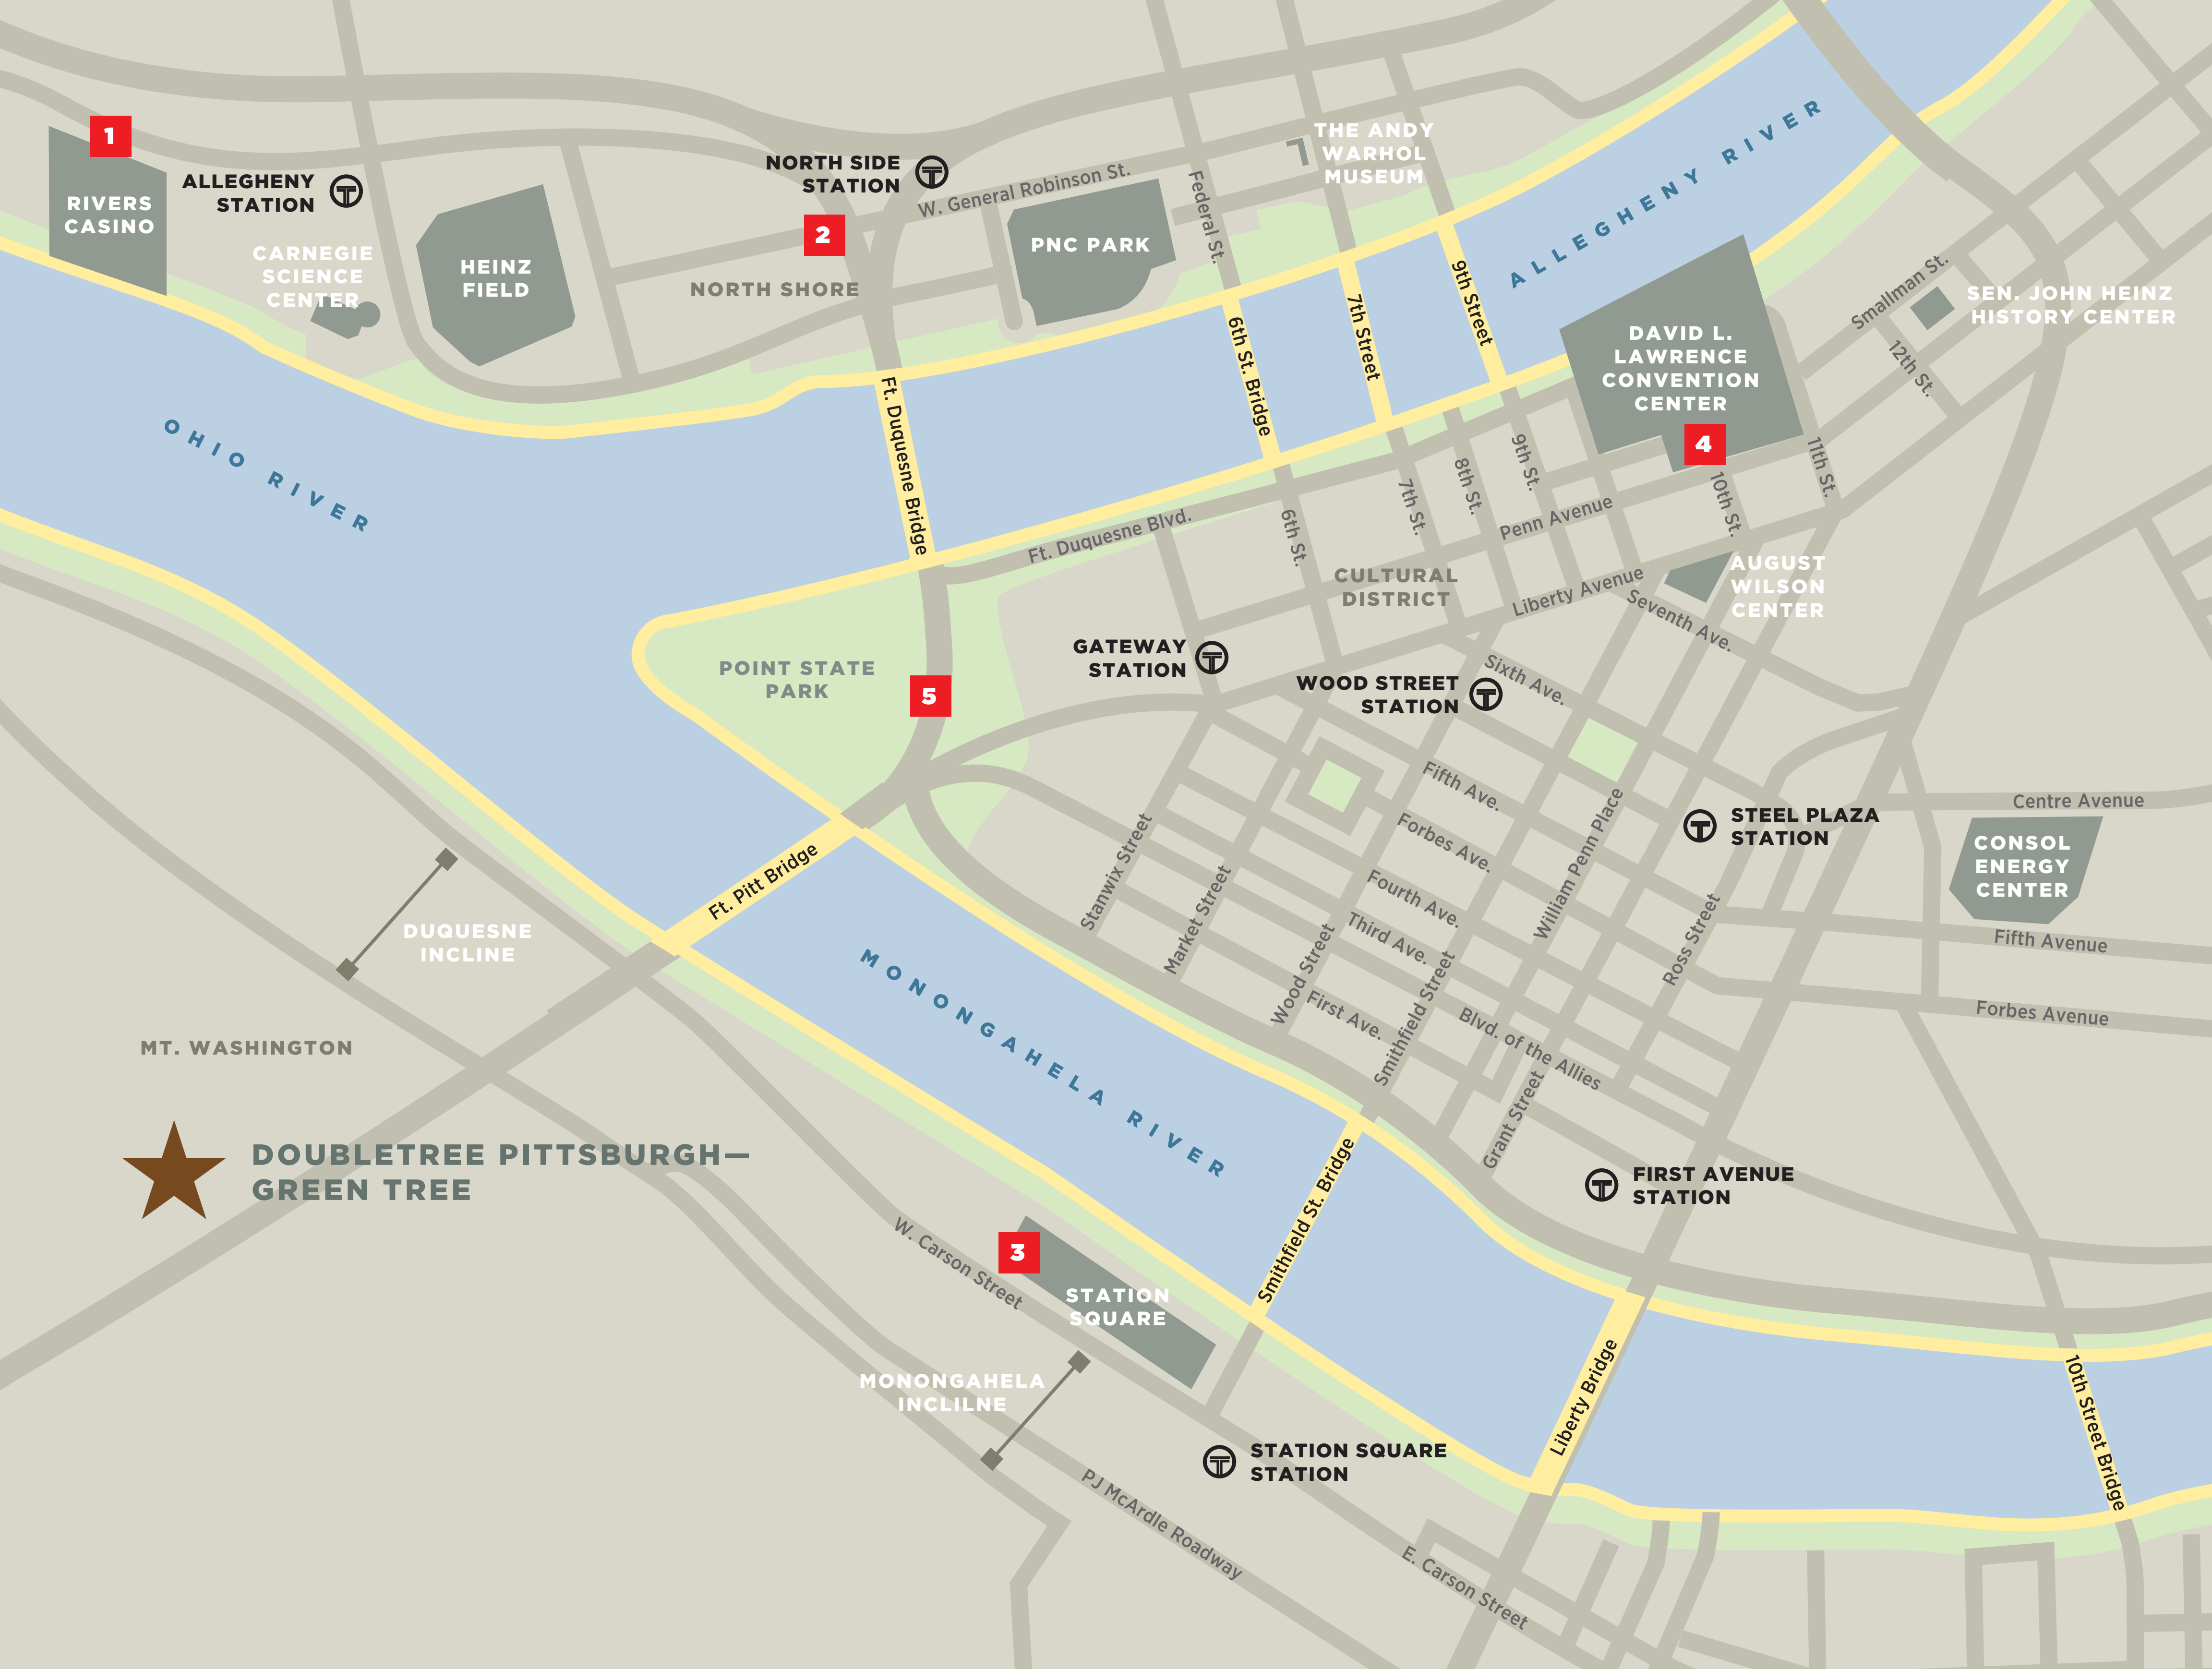 1
RIVERS
CASINO
ALLEGHENY
STATION
CARNEGIE
SCIENCE
CENTER
HEINZ
FIELD
NORTH SIDE
STATION
2
NORTH SHORE
W. General Robinson St.
PNC PARK
Federal St.
THE ANDY
WARHOL
MUSEUM
ALLEGHENY RIVER
6th St. Bridge
7th Street
9th Street
DAVID L.
LAWRENCE
CONVENTION
CENTER
4
Smallman St.
SEN. JOHN HEINZ
HISTORY CENTER
12th St.
11th St.
10th St.
OHIO RIVER
Ft. Duquesne Bridge
Ft. Duquesne Blvd.
6th St.
7th St.
8th St.
9th St.
Penn Avenue
CULTURAL
DISTRICT
Liberty Avenue
AUGUST
WILSON
CENTER
Seventh Ave.
POINT STATE
PARK
5
GATEWAY
STATION
WOOD STREET
STATION
Sixth Ave.
Fifth Ave.
Forbes Ave.
Fourth Ave.
Third Ave.
First Ave.
Blvd. of the Allies
Stanwix Street
Market Street
Wood Street
Smithfield Street
William Penn Place
Grant Street
Ross Street
STEEL PLAZA
STATION
Centre Avenue
CONSOL
ENERGY
CENTER
Fifth Avenue
Forbes Avenue
Ft. Pitt Bridge
DUQUESNE
INCLINE
MONONGAHELA RIVER
MT. WASHINGTON
DOUBLETREE PITTSBURGH—
GREEN TREE
FIRST AVENUE
STATION
Smithfield St. Bridge
3
STATION
SQUARE
W. Carson Street
MONONGAHELA
INCLILNE
Liberty Bridge
10th Street Bridge
STATION SQUARE
STATION
PJ McArdle Roadway
E. Carson Street